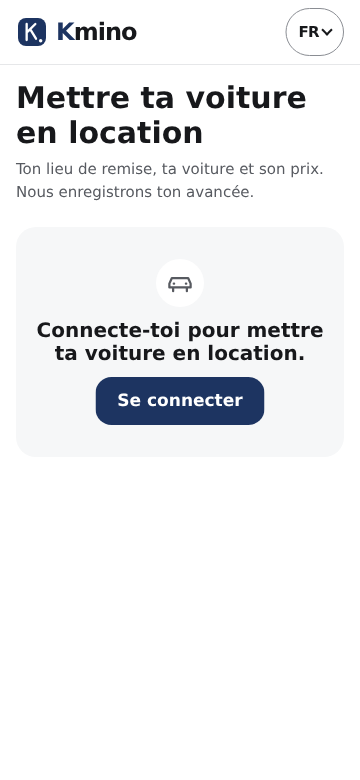 K. Kmino
FR
Mettre ta voiture
en location
Ton lieu de remise, ta voiture et son prix.
Nous enregistrons ton avancée.
Connecte-toi pour mettre
ta voiture en location.
Se connecter